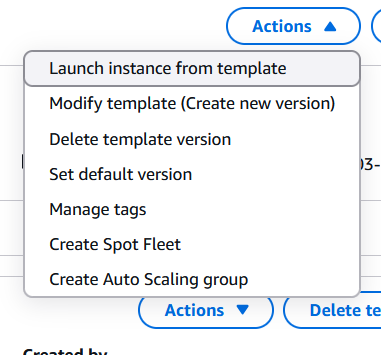 Actions
Launch instance from template
Modify template (Create new version)
Delete template version
Set default version
Manage tags
Create Spot Fleet
Create Auto Scaling group
03-
Actions
Delete te
Created by